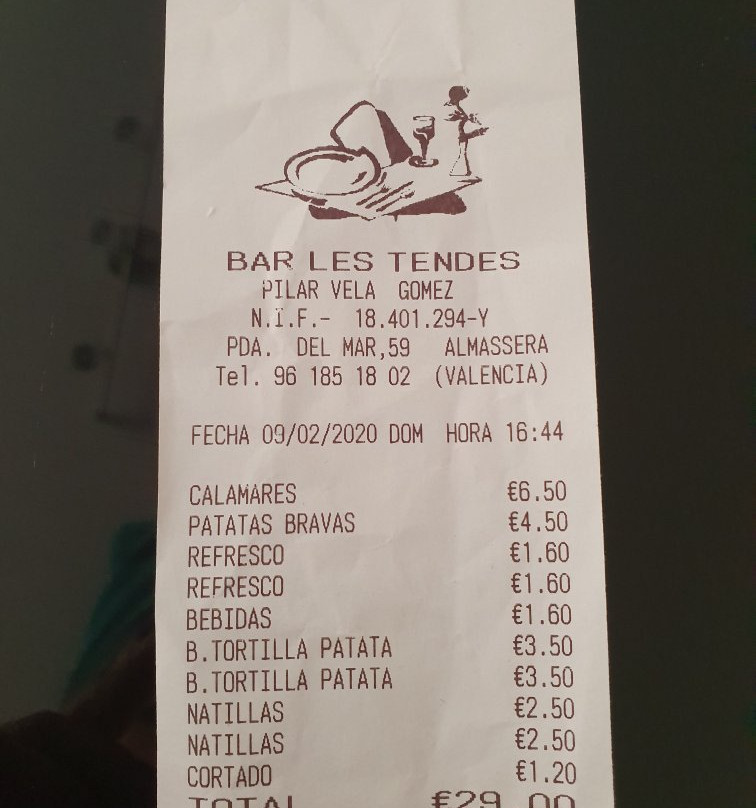 BAR LES TENDES
PILAR VELA GOMEZ
N.I.F.- 18.401.294-Y
PDA. DEL MAR,59 ALMASSERA
Tel. 96 185 18 02 (VALENCIA)
FECHA 09/02/2020 DOM HORA 16:44
CALAMARES €6.50
PATATAS BRAVAS €4.50
REFRESCO €1.60
REFRESCO €1.60
BEBIDAS €1.60
B.TORTILLA PATATA €3.50
B.TORTILLA PATATA €3.50
NATILLAS €2.50
NATILLAS €2.50
CORTADO €1.20
TOTAL €29.00